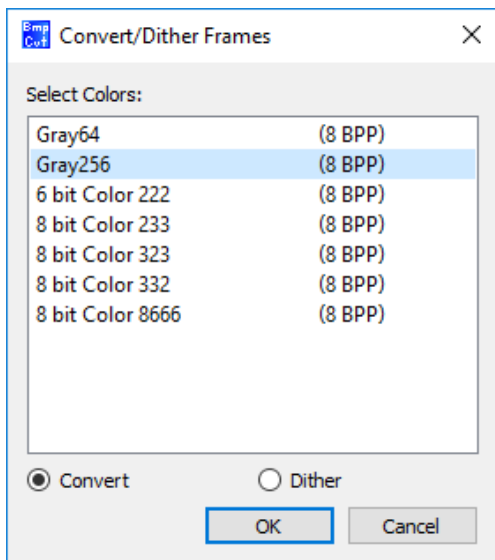 Bmp
Cut
Convert/Dither Frames
Select Colors:
Gray64 (8 BPP)
Gray256 (8 BPP)
6 bit Color 222 (8 BPP)
8 bit Color 233 (8 BPP)
8 bit Color 323 (8 BPP)
8 bit Color 332 (8 BPP)
8 bit Color 8666 (8 BPP)
Convert Dither
OK Cancel